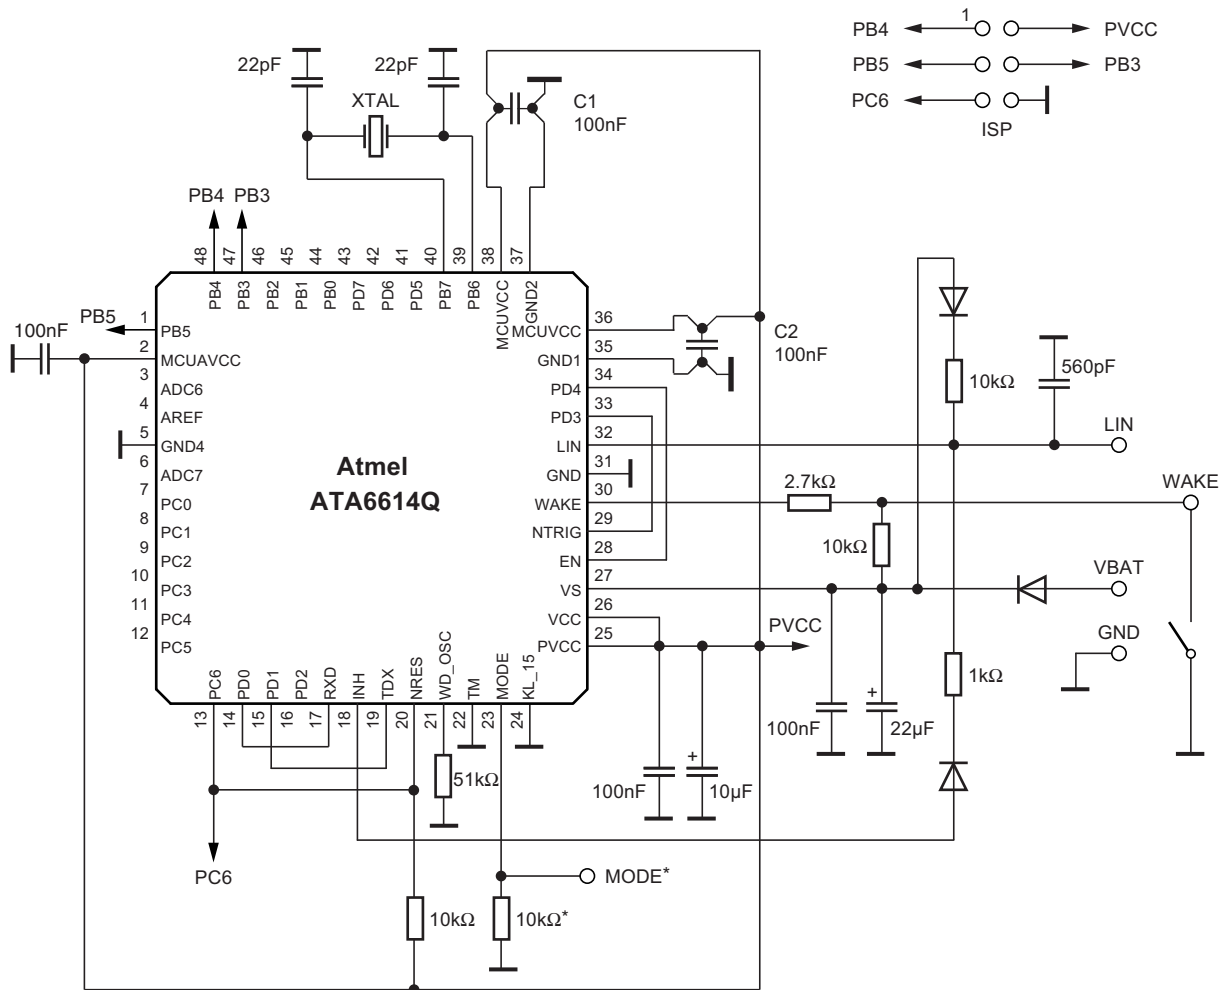 PB4
1
PVCC
PB5
PB3
PC6
ISP
22pF
22pF
XTAL
C1
100nF
PB4
PB3
48
47
46
45
44
43
42
41
40
39
38
37
PB4
PB3
PB2
PB1
PB0
PD7
PD6
PD5
PB7
PB6
MCUVCC
GND2
PB5
100nF
1
PB5
2
MCUAVCC
3
ADC6
4
AREF
5
GND4
6
ADC7
7
PC0
8
PC1
9
PC2
10
PC3
11
PC4
12
PC5
Atmel
ATA6614Q
MCUVCC
36
GND1
35
PD4
34
PD3
33
LIN
32
GND
31
WAKE
30
NTRIG
29
EN
28
VS
27
VCC
26
PVCC
25
C2
100nF
10kΩ
560pF
LIN
2.7kΩ
WAKE
10kΩ
VBAT
GND
PVCC
1kΩ
100nF
+
22µF
100nF
+
10µF
PC6
PD0
PD1
PD2
RXD
INH
TDX
NRES
WD_OSC
TM
MODE
KL_15
13
14
15
16
17
18
19
20
21
22
23
24
51kΩ
PC6
MODE*
10kΩ
10kΩ*